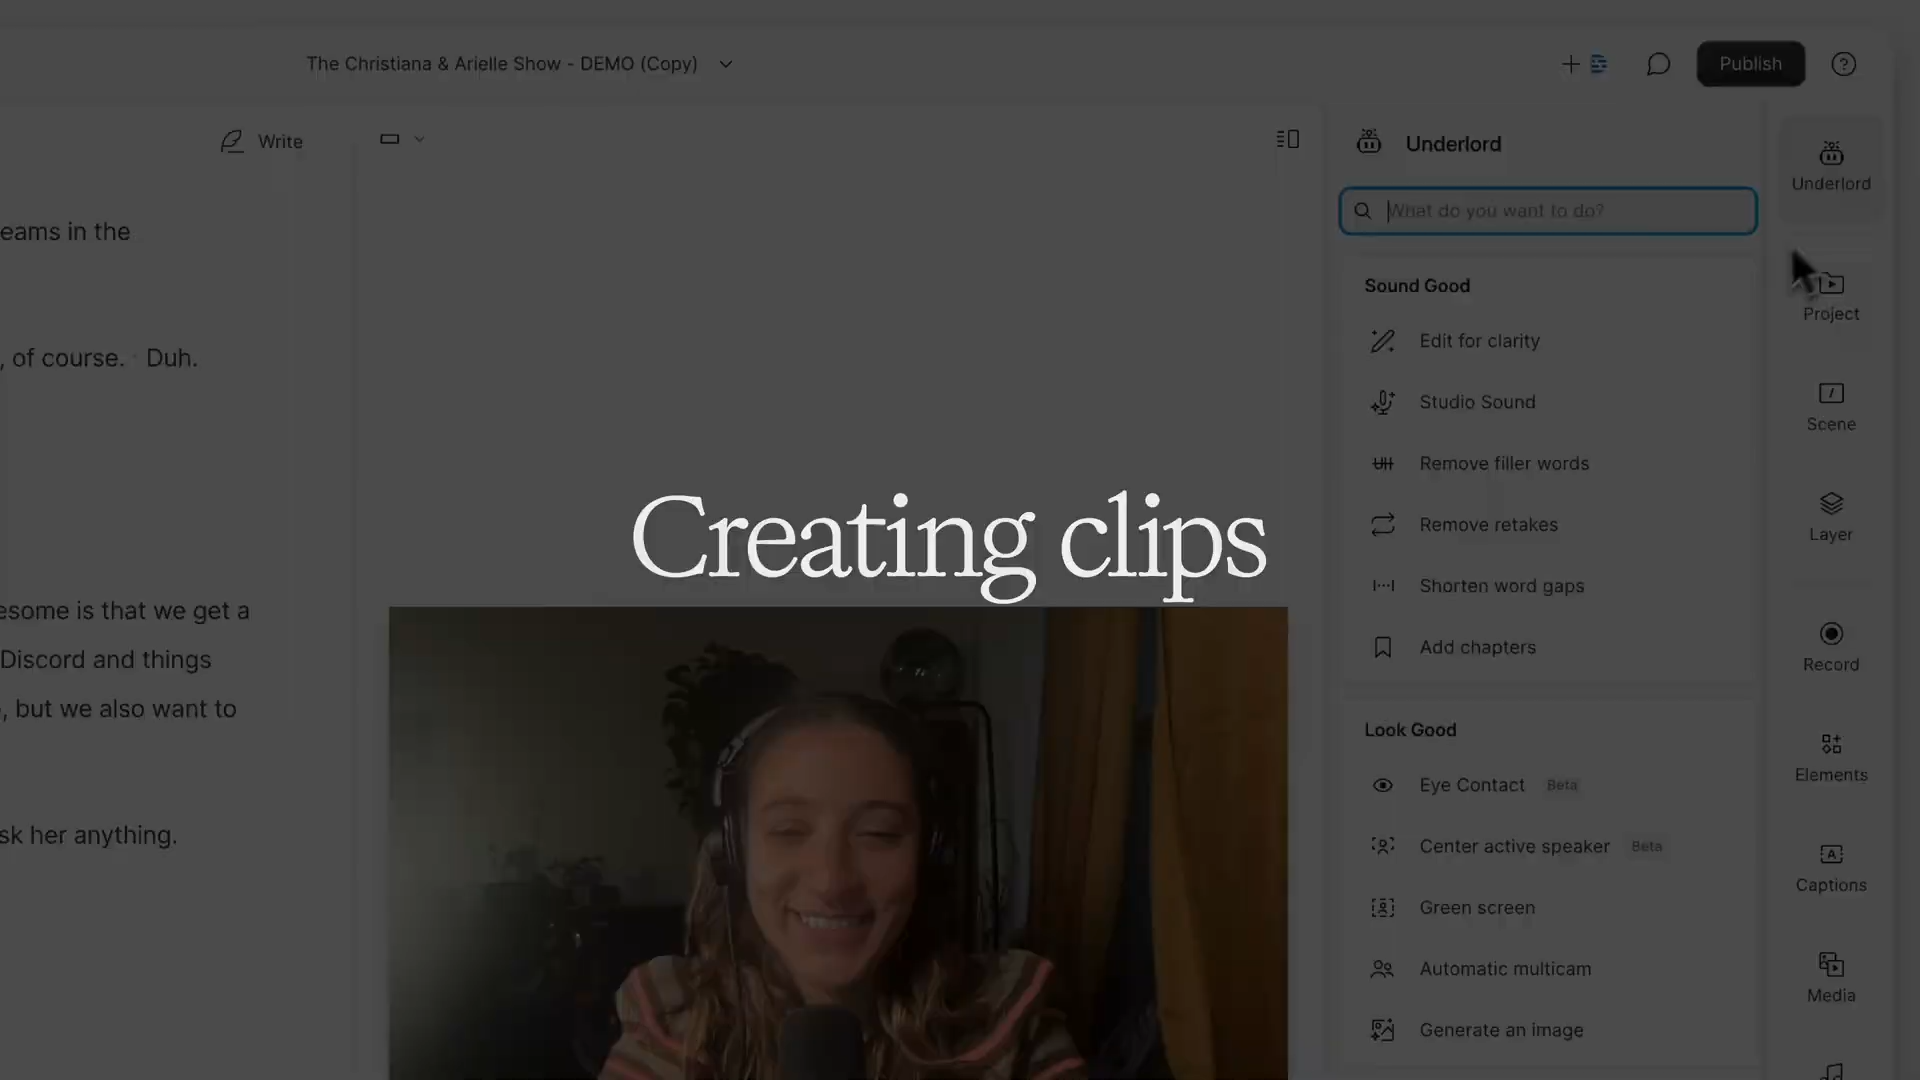 The Christiana & Arielle Show - DEMO (Copy)
Publish
Write
eams in the
, of course. Duh.
esome is that we get a
Discord and things
, but we also want to
sk her anything.
Creating clips
Underlord
What do you want to do?
Sound Good
Edit for clarity
Studio Sound
Remove filler words
Remove retakes
Shorten word gaps
Add chapters
Look Good
Eye Contact Beta
Center active speaker Beta
Green screen
Automatic multicam
Generate an image
Underlord
Project
Scene
Layer
Record
Elements
Captions
Media